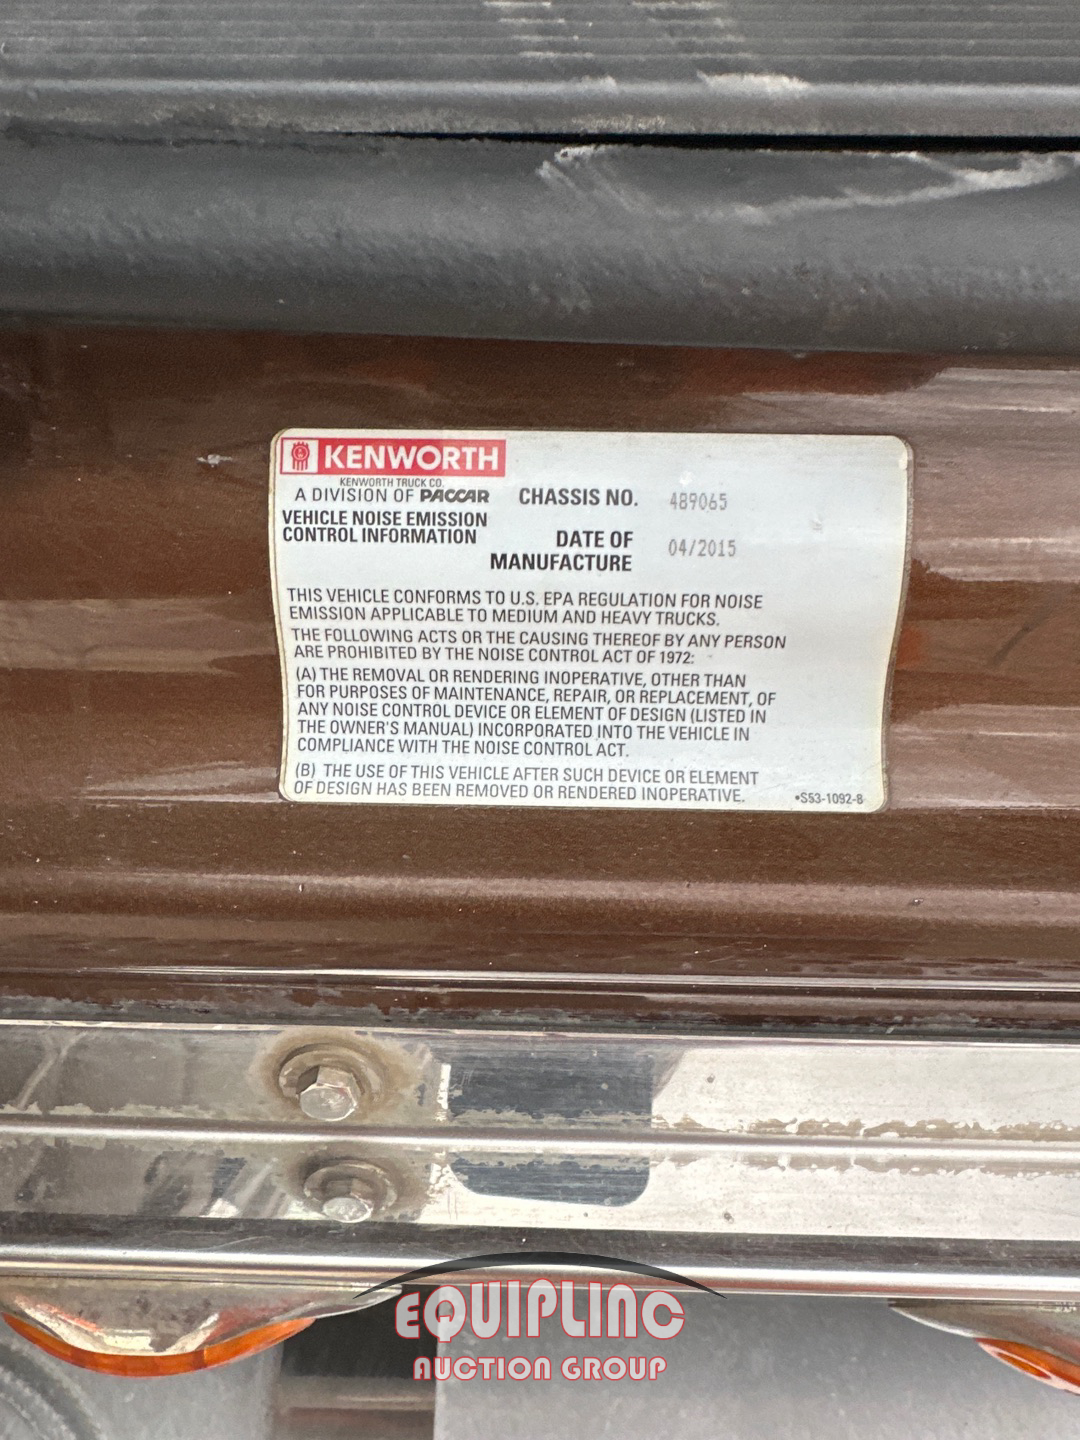 KENWORTH
KENWORTH TRUCK CO.
A DIVISION OF PACCAR
CHASSIS NO. 489065
VEHICLE NOISE EMISSION
CONTROL INFORMATION
DATE OF
MANUFACTURE 04/2015
THIS VEHICLE CONFORMS TO U.S. EPA REGULATION FOR NOISE
EMISSION APPLICABLE TO MEDIUM AND HEAVY TRUCKS.
THE FOLLOWING ACTS OR THE CAUSING THEREOF BY ANY PERSON
ARE PROHIBITED BY THE NOISE CONTROL ACT OF 1972:
(A) THE REMOVAL OR RENDERING INOPERATIVE, OTHER THAN
FOR PURPOSES OF MAINTENANCE, REPAIR, OR REPLACEMENT, OF
ANY NOISE CONTROL DEVICE OR ELEMENT OF DESIGN (LISTED IN
THE OWNER'S MANUAL) INCORPORATED INTO THE VEHICLE IN
COMPLIANCE WITH THE NOISE CONTROL ACT.
(B) THE USE OF THIS VEHICLE AFTER SUCH DEVICE OR ELEMENT
OF DESIGN HAS BEEN REMOVED OR RENDERED INOPERATIVE.
*S53-1092-B
EQUIPLINC
AUCTION GROUP